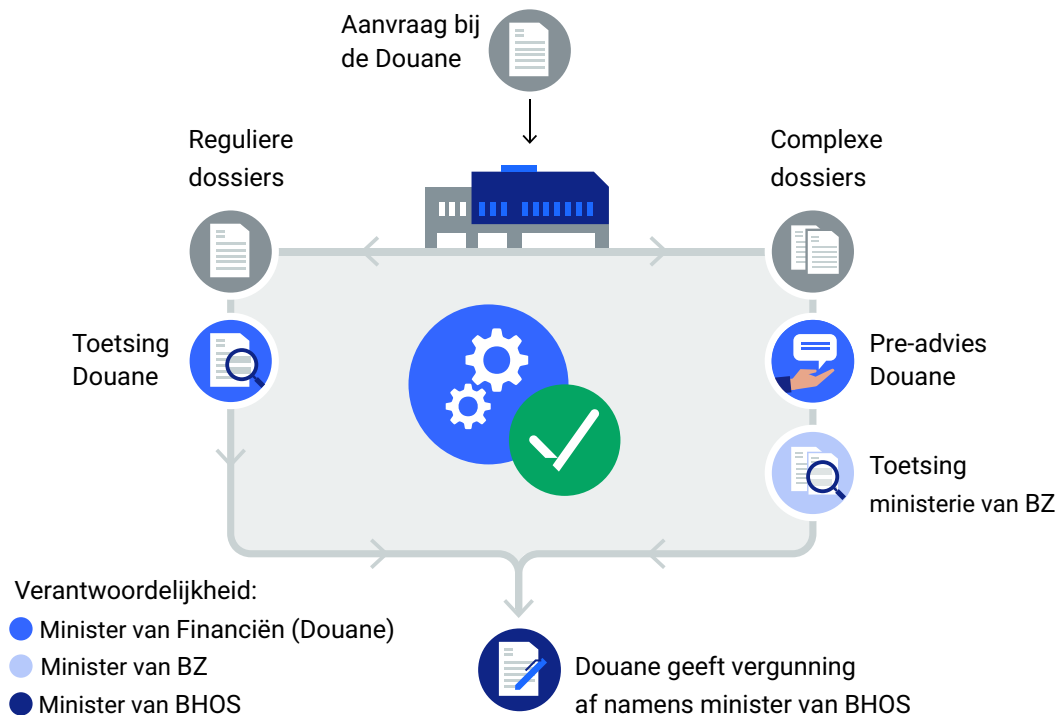 Aanvraag bij
de Douane
Reguliere
dossiers
Complexe
dossiers
Toetsing
Douane
Pre-advies
Douane
Toetsing
ministerie van BZ
Verantwoordelijkheid:
Minister van Financiën (Douane)
Minister van BZ
Minister van BHOS
Douane geeft vergunning
af namens minister van BHOS